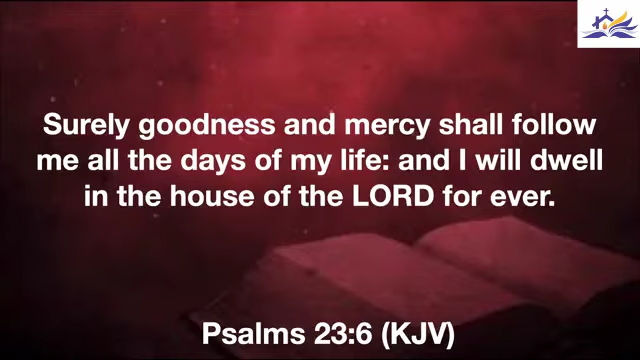 Surely goodness and mercy shall follow
me all the days of my life: and I will dwell
in the house of the LORD for ever.
Psalms 23:6 (KJV)